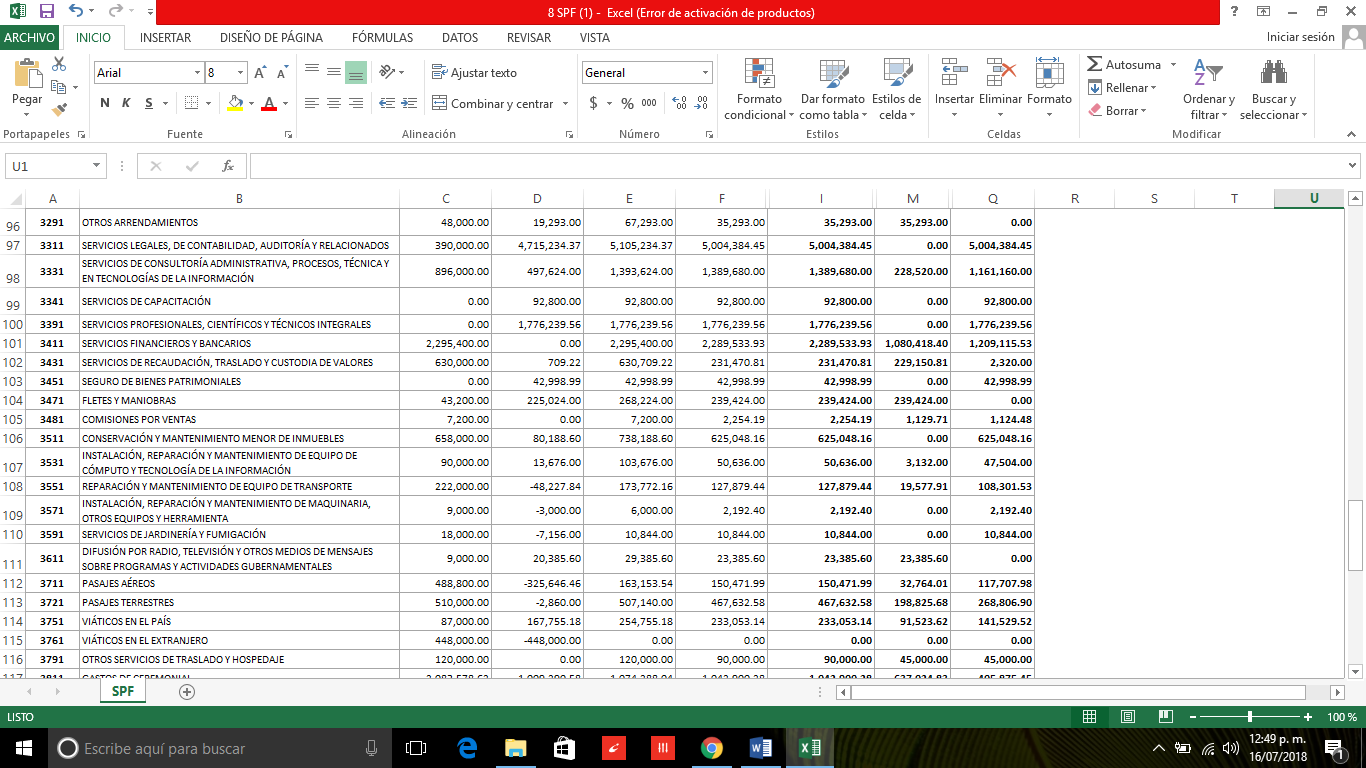 8 SPF (1) - Excel (Error de activación de productos)
ARCHIVO INICIO INSERTAR DISEÑO DE PÁGINA FÓRMULAS DATOS REVISAR VISTA Iniciar sesión
Pegar
Portapapeles
Arial 8
N K S
Fuente
Ajustar texto
Combinar y centrar
Alineación
General
$ % 000
Número
Formato condicional
Dar formato como tabla
Estilos de celda
Estilos
Insertar Eliminar Formato
Celdas
Autosuma
Rellenar
Borrar
Ordenar y filtrar
Buscar y seleccionar
Modificar
U1 fx
A B C D E F I M Q R S T U
96 3291 OTROS ARRENDAMIENTOS 48,000.00 19,293.00 67,293.00 35,293.00 35,293.00 35,293.00 0.00
97 3311 SERVICIOS LEGALES, DE CONTABILIDAD, AUDITORÍA Y RELACIONADOS 390,000.00 4,715,234.37 5,105,234.37 5,004,384.45 5,004,384.45 0.00 5,004,384.45
98 3331 SERVICIOS DE CONSULTORÍA ADMINISTRATIVA, PROCESOS, TÉCNICA Y
EN TECNOLOGÍAS DE LA INFORMACIÓN 896,000.00 497,624.00 1,393,624.00 1,389,680.00 1,389,680.00 228,520.00 1,161,160.00
99 3341 SERVICIOS DE CAPACITACIÓN 0.00 92,800.00 92,800.00 92,800.00 92,800.00 0.00 92,800.00
100 3391 SERVICIOS PROFESIONALES, CIENTÍFICOS Y TÉCNICOS INTEGRALES 0.00 1,776,239.56 1,776,239.56 1,776,239.56 1,776,239.56 0.00 1,776,239.56
101 3411 SERVICIOS FINANCIEROS Y BANCARIOS 2,295,400.00 0.00 2,295,400.00 2,289,533.93 2,289,533.93 1,080,418.40 1,209,115.53
102 3431 SERVICIOS DE RECAUDACIÓN, TRASLADO Y CUSTODIA DE VALORES 630,000.00 709.22 630,709.22 231,470.81 231,470.81 229,150.81 2,320.00
103 3451 SEGURO DE BIENES PATRIMONIALES 0.00 42,998.99 42,998.99 42,998.99 42,998.99 0.00 42,998.99
104 3471 FLETES Y MANIOBRAS 43,200.00 225,024.00 268,224.00 239,424.00 239,424.00 239,424.00 0.00
105 3481 COMISIONES POR VENTAS 7,200.00 0.00 7,200.00 2,254.19 2,254.19 1,129.71 1,124.48
106 3511 CONSERVACIÓN Y MANTENIMIENTO MENOR DE INMUEBLES 658,000.00 80,188.60 738,188.60 625,048.16 625,048.16 0.00 625,048.16
107 3531 INSTALACIÓN, REPARACIÓN Y MANTENIMIENTO DE EQUIPO DE
CÓMPUTO Y TECNOLOGÍA DE LA INFORMACIÓN 90,000.00 13,676.00 103,676.00 50,636.00 50,636.00 3,132.00 47,504.00
108 3551 REPARACIÓN Y MANTENIMIENTO DE EQUIPO DE TRANSPORTE 222,000.00 -48,227.84 173,772.16 127,879.44 127,879.44 19,577.91 108,301.53
109 3571 INSTALACIÓN, REPARACIÓN Y MANTENIMIENTO DE MAQUINARIA,
OTROS EQUIPOS Y HERRAMIENTA 9,000.00 -3,000.00 6,000.00 2,192.40 2,192.40 0.00 2,192.40
110 3591 SERVICIOS DE JARDINERÍA Y FUMIGACIÓN 18,000.00 -7,156.00 10,844.00 10,844.00 10,844.00 0.00 10,844.00
111 3611 DIFUSIÓN POR RADIO, TELEVISIÓN Y OTROS MEDIOS DE MENSAJES
SOBRE PROGRAMAS Y ACTIVIDADES GUBERNAMENTALES 9,000.00 20,385.60 29,385.60 23,385.60 23,385.60 23,385.60 0.00
112 3711 PASAJES AÉREOS 488,800.00 -325,646.46 163,153.54 150,471.99 150,471.99 32,764.01 117,707.98
113 3721 PASAJES TERRESTRES 510,000.00 -2,860.00 507,140.00 467,632.58 467,632.58 198,825.68 268,806.90
114 3751 VIÁTICOS EN EL PAÍS 87,000.00 167,755.18 254,755.18 233,053.14 233,053.14 91,523.62 141,529.52
115 3761 VIÁTICOS EN EL EXTRANJERO 448,000.00 -448,000.00 0.00 0.00 0.00 0.00 0.00
116 3791 OTROS SERVICIOS DE TRASLADO Y HOSPEDAJE 120,000.00 0.00 120,000.00 90,000.00 90,000.00 45,000.00 45,000.00
SPF
LISTO 100 %
Escribe aquí para buscar
12:49 p. m.
16/07/2018
1